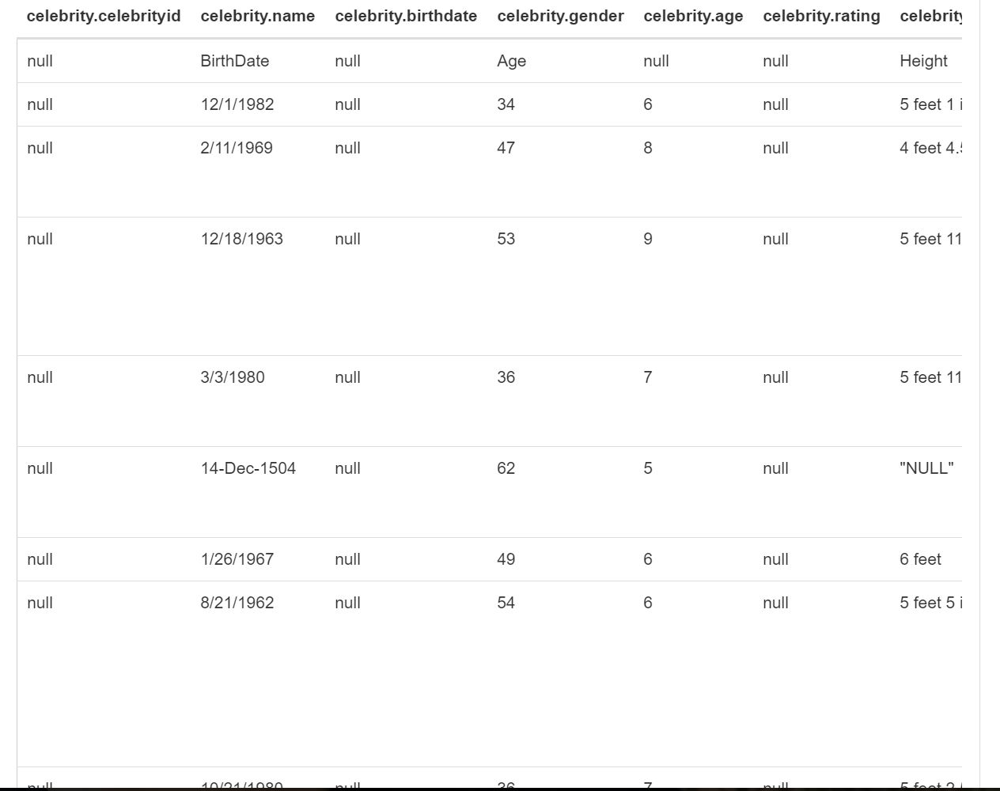 celebrity.celebrityid celebrity.name celebrity.birthdate celebrity.gender celebrity.age celebrity.rating celebrity
null BirthDate null Age null null Height
null 12/1/1982 null 34 6 null 5 feet 1 i
null 2/11/1969 null 47 8 null 4 feet 4.5
null 12/18/1963 null 53 9 null 5 feet 11
null 3/3/1980 null 36 7 null 5 feet 11
null 14-Dec-1504 null 62 5 null "NULL"
null 1/26/1967 null 49 6 null 6 feet
null 8/21/1962 null 54 6 null 5 feet 5 i
null 10/21/1980 null 36 7 null 5 feet 2